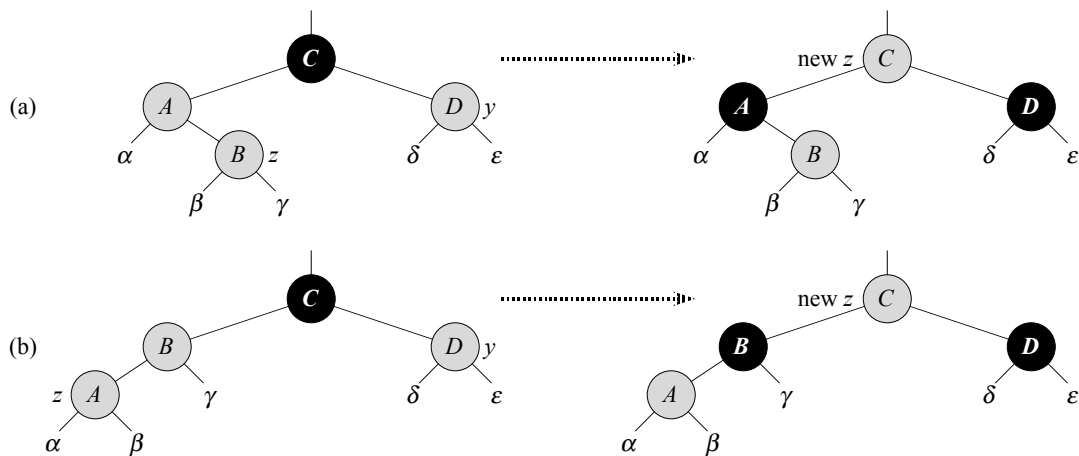 C new z C
(a) A D y A D
α B z δ ε α B δ ε
β γ β γ
C new z C
(b) B D y B D
z A γ δ ε A γ δ ε
α β α β